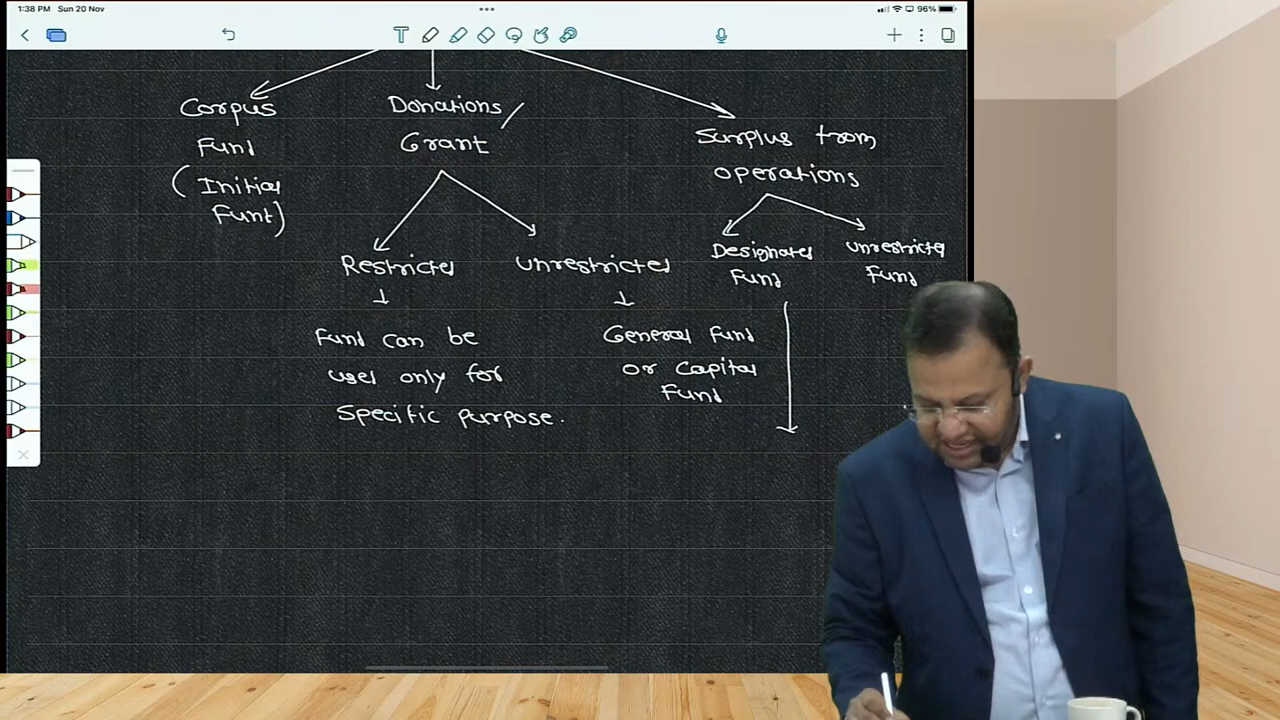 1:38 PM Sun 20 Nov
96%
Corpus
Fund
(Initial
Fund)
Donations/
Grant
Surplus from
operations
Restricted
Unrestricted
Designated
Fund
Unrestricted
Fund
Fund can be
used only for
Specific purpose.
General Fund
or Capital
Fund